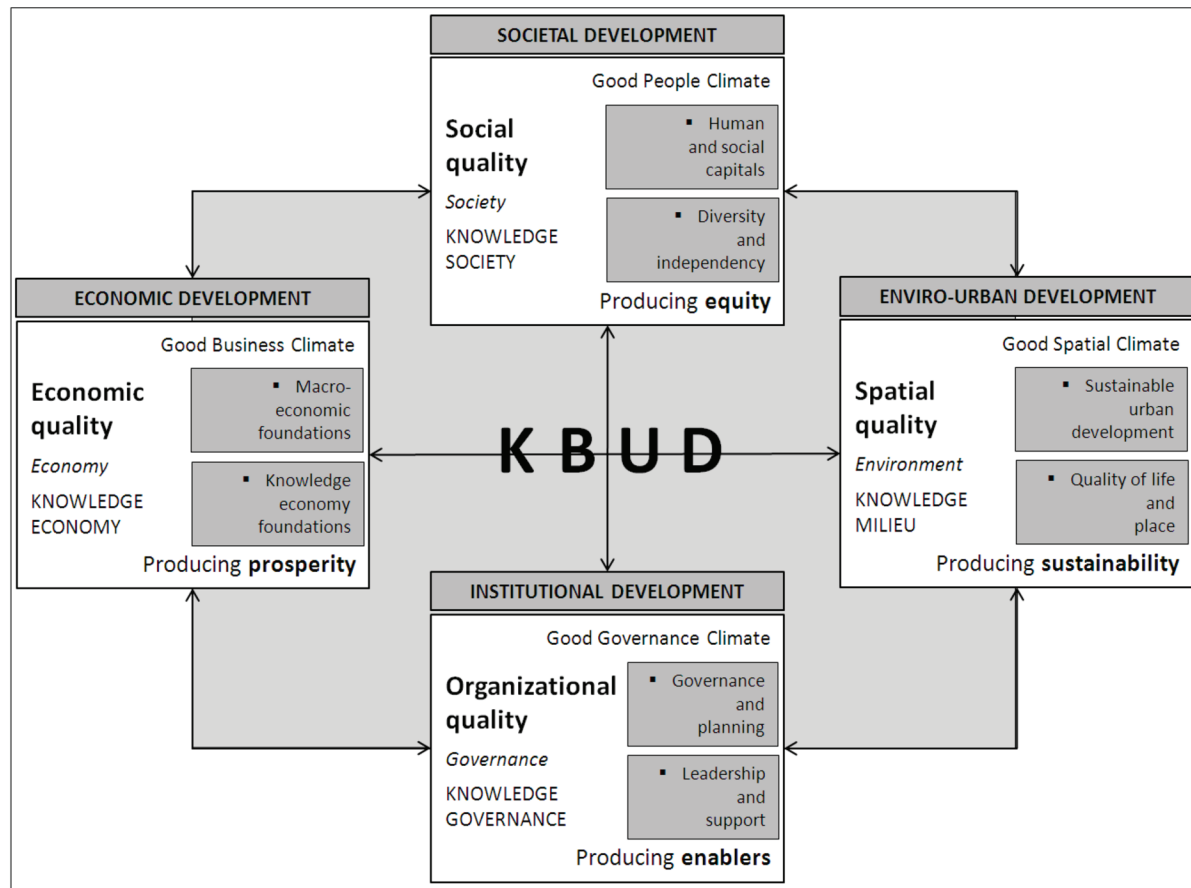 SOCIETAL DEVELOPMENT
Good People Climate
Social
quality
Society
KNOWLEDGE
SOCIETY
▪ Human
and social
capitals
▪ Diversity
and
independency
Producing equity
ECONOMIC DEVELOPMENT
Good Business Climate
Economic
quality
Economy
KNOWLEDGE
ECONOMY
▪ Macro-
economic
foundations
▪ Knowledge
economy
foundations
Producing prosperity
K B U D
ENVIRO-URBAN DEVELOPMENT
Good Spatial Climate
Spatial
quality
Environment
KNOWLEDGE
MILIEU
▪ Sustainable
urban
development
▪ Quality of life
and
place
Producing sustainability
INSTITUTIONAL DEVELOPMENT
Good Governance Climate
Organizational
quality
Governance
KNOWLEDGE
GOVERNANCE
▪ Governance
and
planning
▪ Leadership
and
support
Producing enablers